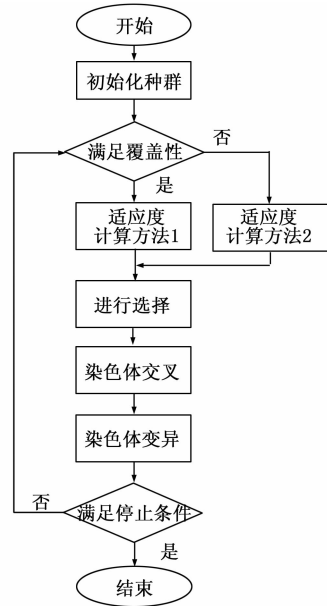 开始
初始化种群
满足覆盖性
否
是
适应度
计算方法1
适应度
计算方法2
进行选择
染色体交叉
染色体变异
否
满足停止条件
是
结束